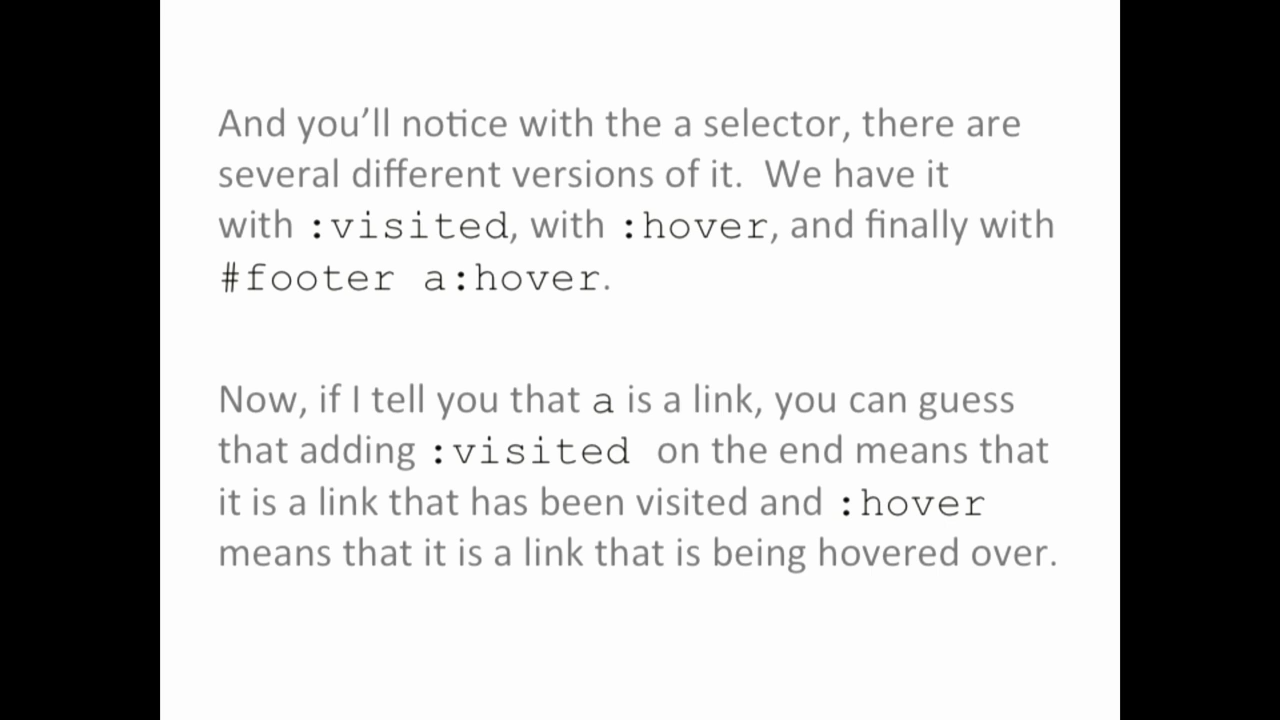 And you’ll notice with the a selector, there are
several different versions of it.  We have it
with :visited, with :hover, and finally with
#footer a:hover.
Now, if I tell you that a is a link, you can guess
that adding :visited on the end means that
it is a link that has been visited and :hover
means that it is a link that is being hovered over.